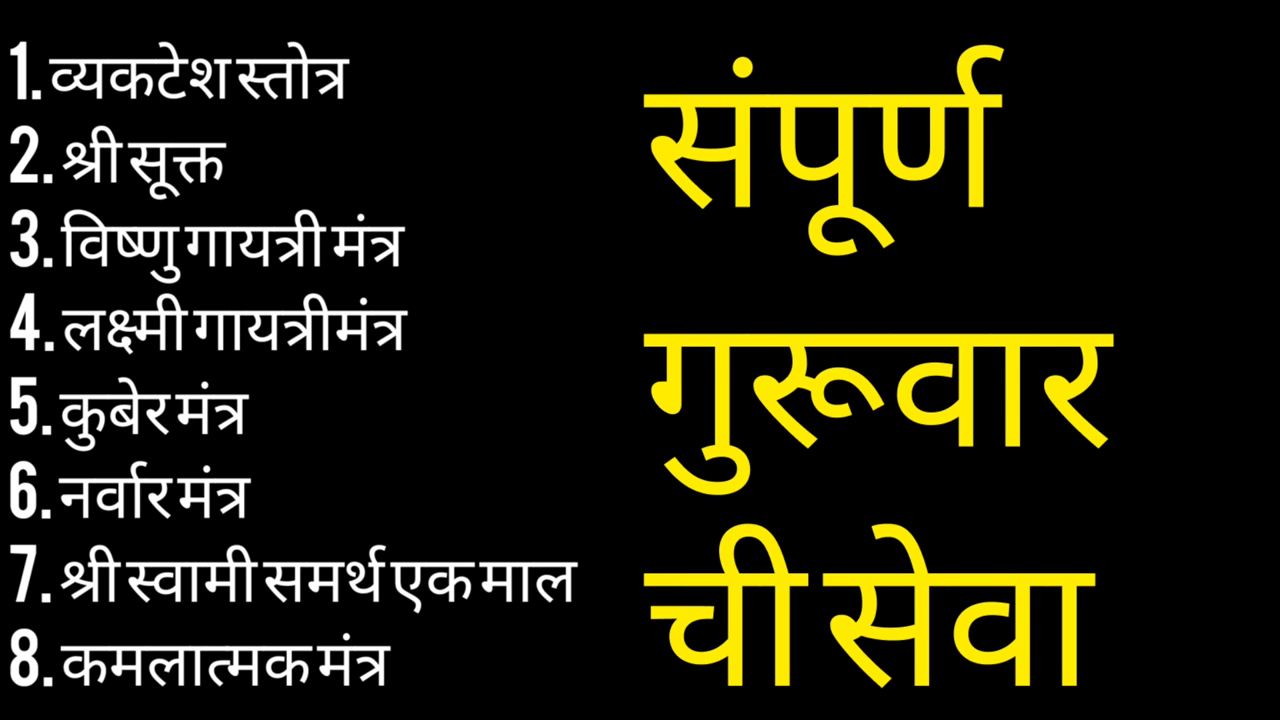 1. व्यकटेश स्तोत्र
2. श्री सूक्त
3. विष्णु गायत्री मंत्र
4. लक्ष्मी गायत्रीमंत्र
5. कुबेर मंत्र
6. नर्वार मंत्र
7. श्री स्वामी समर्थ एक माल
8. कमलात्मक मंत्र
संपूर्ण
गुरूवार
ची सेवा